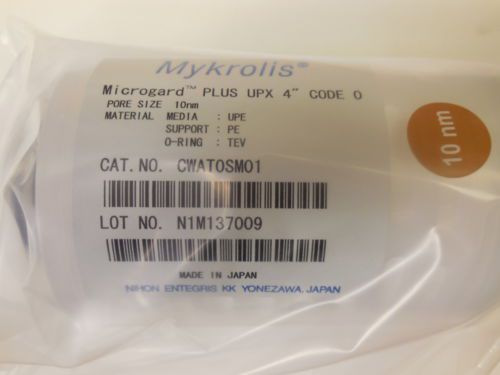 Mykrolis®
Microgard™ PLUS UPX 4" CODE O
PORE SIZE 10nm
MATERIAL MEDIA : UPE
SUPPORT : PE
O-RING : TEV
CAT.NO. CWAT0SM01
LOT NO. N1M137009
MADE IN JAPAN
NIHON ENTEGRIS KK YONEZAWA, JAPAN
10 nm